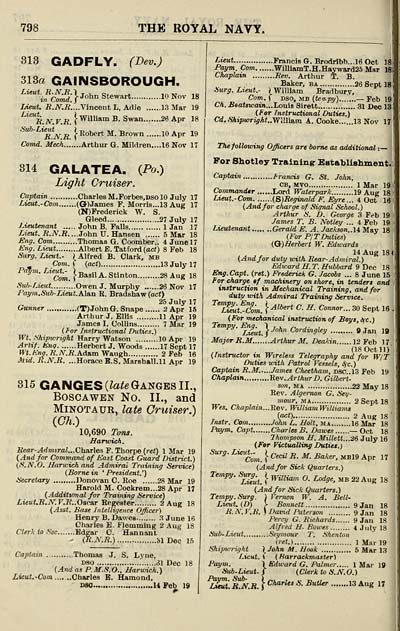 798 THE ROYAL NAVY.
313 GADFLY. (Dev.)
313a GAINSBOROUGH.
Lieut. R.N.R. in Comd. } John Stewart ............10 Nov 18
Lieut. R.N.R....Vincent L, Adie ......13 Mar 19
Lieut. R.N.V.R. } William B. Swan......26 Apr 18
Sub-Lieut R.N.R. } Robert M. Brown ......10 Apr 19
Comd. Mech.......Arthur G. Mildren....16 Nov 17
314 GALATEA. (Po.)
Light Cruiser.
Captain ............Charles M. Forbes, DSO 10 July 17
Lieut.-Com.......(G)James F. Morris...13 Aug 17
(N)Frederick W. S.
Gleed..................27 July 17
Lieutenant ......John B. Falls............ 1 Jan 17
Lieut, R.N.R....John U. Hansen ...... 5 Mar 18
Eng. Com.........Thomas G. Coomber, 4 June 17
Eng. Lieut.......Albert E. Tatford (act) 8 Feb 18
Surg. Lieut.- Com. } Alfred B. Clark, MB
(act)..................13 July 17
Paym. Lieut.- Com. } Basil A. Stinton.........28 Aug 18
Sub-Lieut.........Owen J. Murphy ......26 Nov 17
Paym.Sub-Lieut. Alan R. Bradshaw (act)
25 July 17
Gunner ............(T)John G. Snape ...... 2 Apr 15
Arthur J. Ellis .........11 Apr 19
James I. Collins......... 7 Mar 19
(For Instructional Duties.)
Wt. Shipwright Harry Watson .........10 Apr 19
Artif. Eng. ......Herbert J. Woods ......17 Sept 17
Wt. Eng. R.N.R. Adam Waugh............ 2 Feb 16
Mid. R.N.R. ...Horace E.S. Marshall. 11 Apr 19
315 GANGES (late GANGES II.,
BOSCAWEN No. II., and
MINOTAUR, late Cruiser.)
(Ch.)
10,690 Tons.
Harwich.
Rear-Admiral...Charles F. Thorpe (ret) 1 Mar 19
(And for Command of East Coast Guard District.)
(S.N.O. Harwich and Admiral Training Service)
(Borne in 'President.')
Secretary .........Donovan C. Roe ......28 Mar 19
Harold M. Cockrem...28 Apr 17
(Additional for Training Service)
Lieut. R.N.V.R..Oscar Regester......... 2 Aug 18
(Asst. Base Intelligence Officer)
Henry B. Dawes...... 3 June 16
Charles E. Flemming 2 Aug 18
Clerk to Sec......Edgar C. Hannant
(R.N.R.) ............31 Dec 15
Captain ............Thomas J. S. Lyne,
DSO ..................31 Dec 18
(And as P.M.S.O., Harwich.)
Lieut.-Com ......Charles E. Hamond,
DSC..................14 Feb 19
Lieut...............Francis G. Brodribb...16 Oct 18
Paym. Com. ......William T. H. Hayward 25 Mar 18
Chaplain .........Rev. Arthur T. B.
Baker, BA ............26 Sept 18
Surg. Lieut.- Com. } William Bradbury,
DSO, MB (tempy)...... — Feb 19
Ch. Boatswain...Louis Sirett...............31 Dec 13
(For Instructional Duties.)
Cd. Shipwright..William A. Cooke......13 Nov 17
The following Officers are borne as additional:—
For Shotley Training Establishment.
Captain ............Francis G. St. John,
CB, MVO............... 1 Mar 19
Commander ......Lord Waterpark.........19 Aug 18
Lieut.-Com. ......(S)Reginald F. Eyre... 4 Oct 16
(And for charge of Signal School.)
Arthur S. D. George 3 Feb 19
James T. B. Notley ... 4 Feb 19
Lieutenant ......Gerald E. A. Jackson..14 May 18
(For P.T Duties)
(G)Herbert W. Edwards
14 Aug 18
(And for duty with Rear-Admiral.)
Edward H.T. Hubbard 9 Dec 18
Eng. Capt. (ret.) Frederick G. Jacobs ... 8 June 15
For charge of machinery on shore, in tenders and
instruction in Mechanical Training, and for
duty with Admiral Training Service.
Tempy. Eng. Lieut.-Com. } Albert C. H. Connor... 30 Sept 16
(For mechanical instruction of Boys, &c.)
Tempy. Eng. Lieut. } John Cordingley ...... 9 Jan 19
Major R.M.......Arthur M. Deakin......12 Feb 17
(18 Oct 11)
(Instructor in Wireless Telegraphy and for W/T
Duties with Patrol Vessels, &c.)
Captain R.M....James Cheetham, DSC..13 Feb 19
Chaplain.........Rev. Arthur D. Gilbert-
son, MA ...............22 May 18
Rev. Algernon G. Sey-
mour, MA............... 2 Sept 18
Wes. Chaplain...Rev. William Williams
(act)..................... 2 Aug 18
Instr. Com.......John L. Holt, MA......16 Mar 18
Paym. Capt.......Charles B. Dawes ......— Oct 18
Thompson H. Millett..26 July 16
(For Victualling Duties.)
Surg. Lieut.- Com. } Cecil R. M. Baker, MB 19 Apr 17
(And for Sick Quarters.)
Tempy. Surg. Lieut. } William O. Lodge, MB 22 Aug 18
(And for Sick Quarters.)
Tempy. Surg. Lieut. (D) R.N.V.R. } Vernon W. A. Bell-
Bonnett .................. 9 Jan 18
David Paterson ...... 9 Jan 18
Percy G. Richards...... 9 Jan 18
Alfred H. Bowes ...... 4 July 18
Sub-Lieut.........Seymour T. Shenton
(ret.)..................... 1 Mar 19
Shipwright Lieut. } John M. Hook ............ 5 Mar 13
(Barrackmaster)
Paym. Sub-Lieut. } Edward G. Palmer...... 1 Mar 19
(Clerk to S.N.O.)
Paym. Sub- Lieut. R.N.R } Charles S. Butler ......13 Aug 17